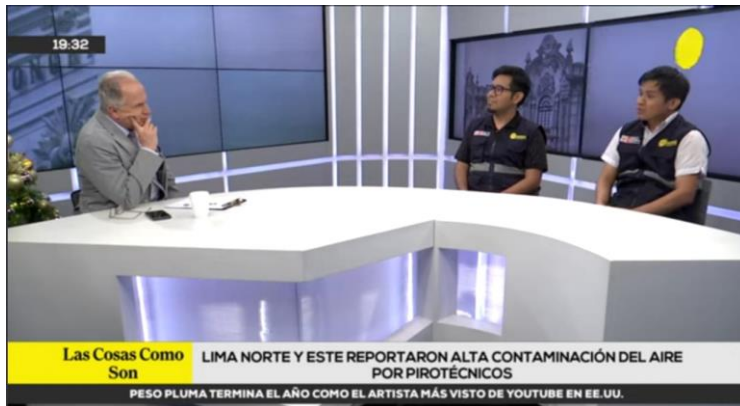 19:32
Las Cosas Como
Son
LIMA NORTE Y ESTE REPORTARON ALTA CONTAMINACIÓN DEL AIRE
POR PIROTÉCNICOS
PESO PLUMA TERMINA EL AÑO COMO EL ARTISTA MÁS VISTO DE YOUTUBE EN EE.UU.